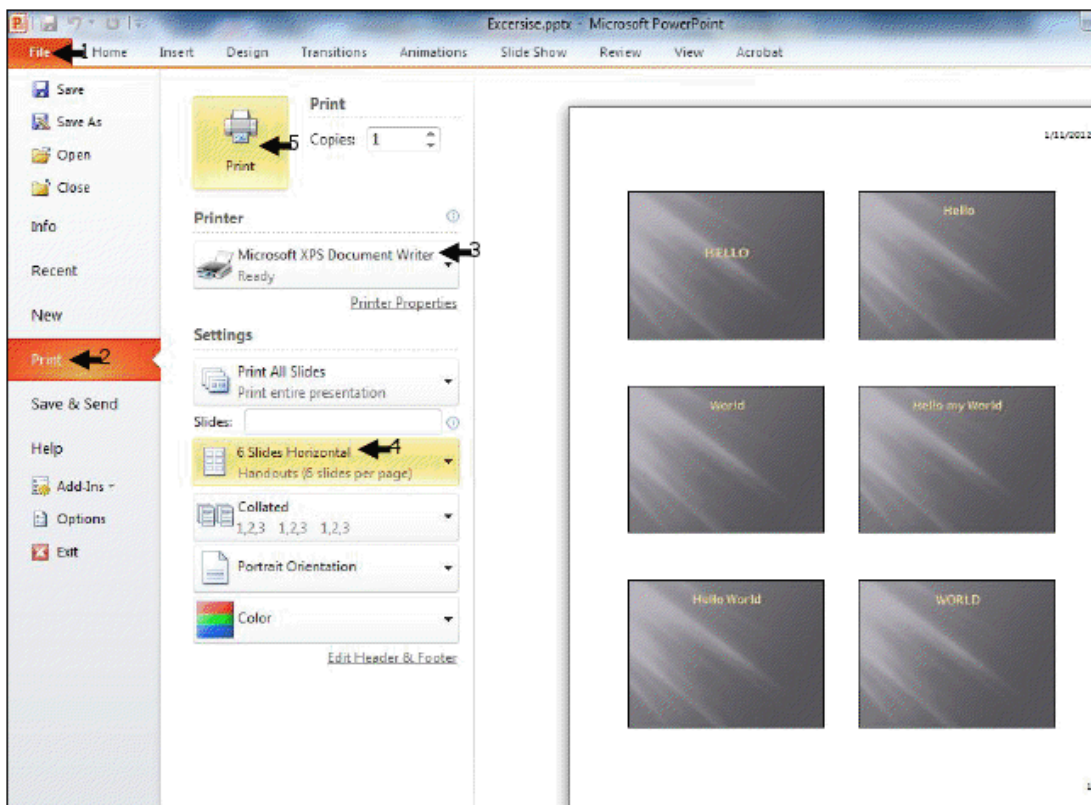 Excersise.pptx - Microsoft PowerPoint
File 1 Home Insert Design Transitions Animations Slide Show Review View Acrobat
Save
Save As
Open
Close
Info
Recent
New
Print 2
Save & Send
Help
Add-Ins
Options
Exit
Print
Copies: 1
Print 5
Printer
Microsoft XPS Document Writer 3
Ready
Printer Properties
Settings
Print All Slides
Print entire presentation
Slides:
6 Slides Horizontal 4
Handouts (6 slides per page)
Collated
1,2,3 1,2,3 1,2,3
Portrait Orientation
Color
Edit Header & Footer
1/11/2012
HELLO
Hello
World
Hello my World
Hello World
WORLD